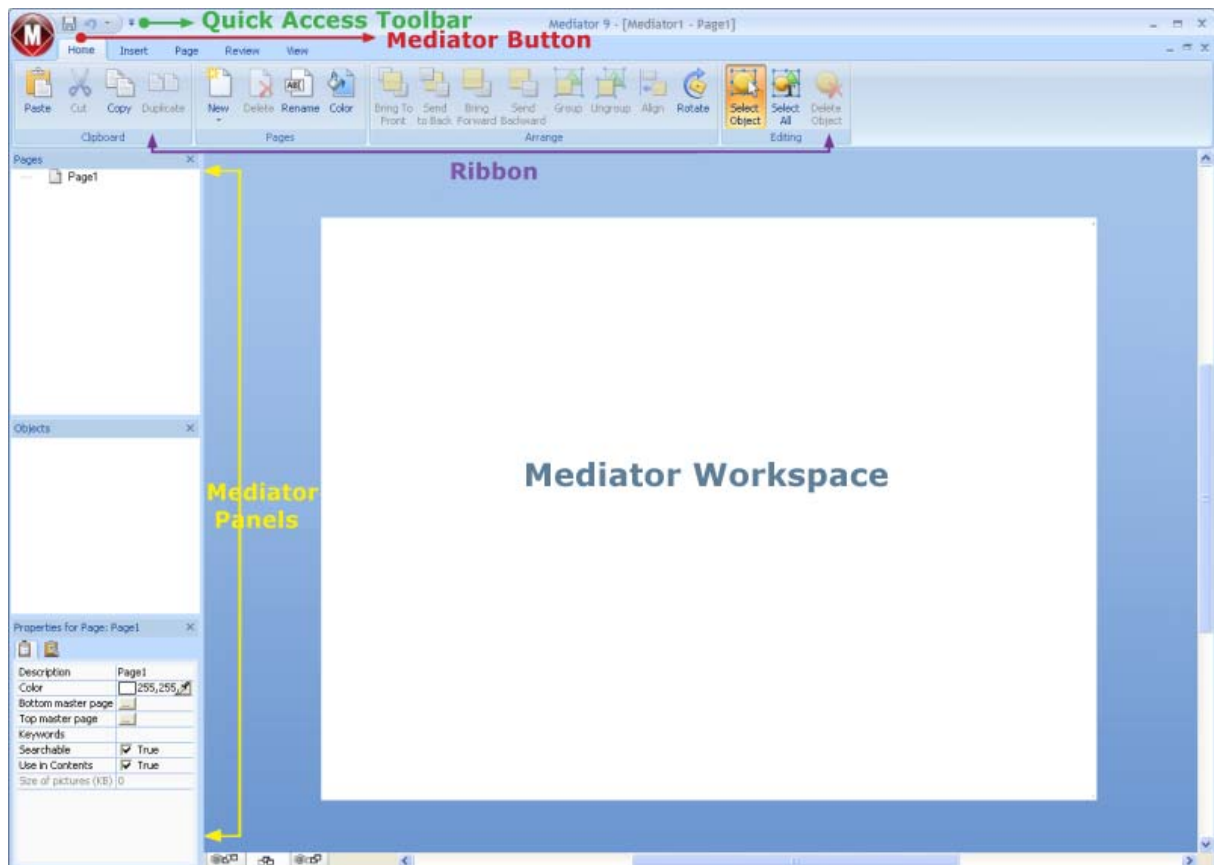 Quick Access Toolbar
Mediator 9 - [Mediator1 - Page1]
M
Mediator Button
Home Insert Page Review View
Paste Cut Copy Duplicate New Delete Rename Color Bring To Front Send to Back Bring Forward Send Backward Group Ungroup Align Rotate Select Object Select All Delete Object
Clipboard Pages Arrange Editing
Ribbon
Pages
Page1
Objects
Mediator Workspace
Mediator
Panels
Properties for Page: Page1
Description Page1
Color 255,255,
Bottom master page ...
Top master page ...
Keywords
Searchable True
Use in Contents True
Size of pictures (KB) 0